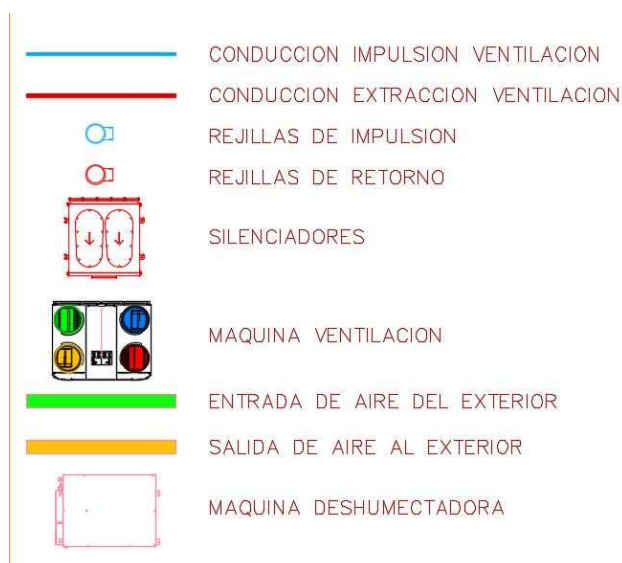 CONDUCCION IMPULSION VENTILACION
CONDUCCION EXTRACCION VENTILACION
REJILLAS DE IMPULSION
REJILLAS DE RETORNO
SILENCIADORES
MAQUINA VENTILACION
ENTRADA DE AIRE DEL EXTERIOR
SALIDA DE AIRE AL EXTERIOR
MAQUINA DESHUMECTADORA